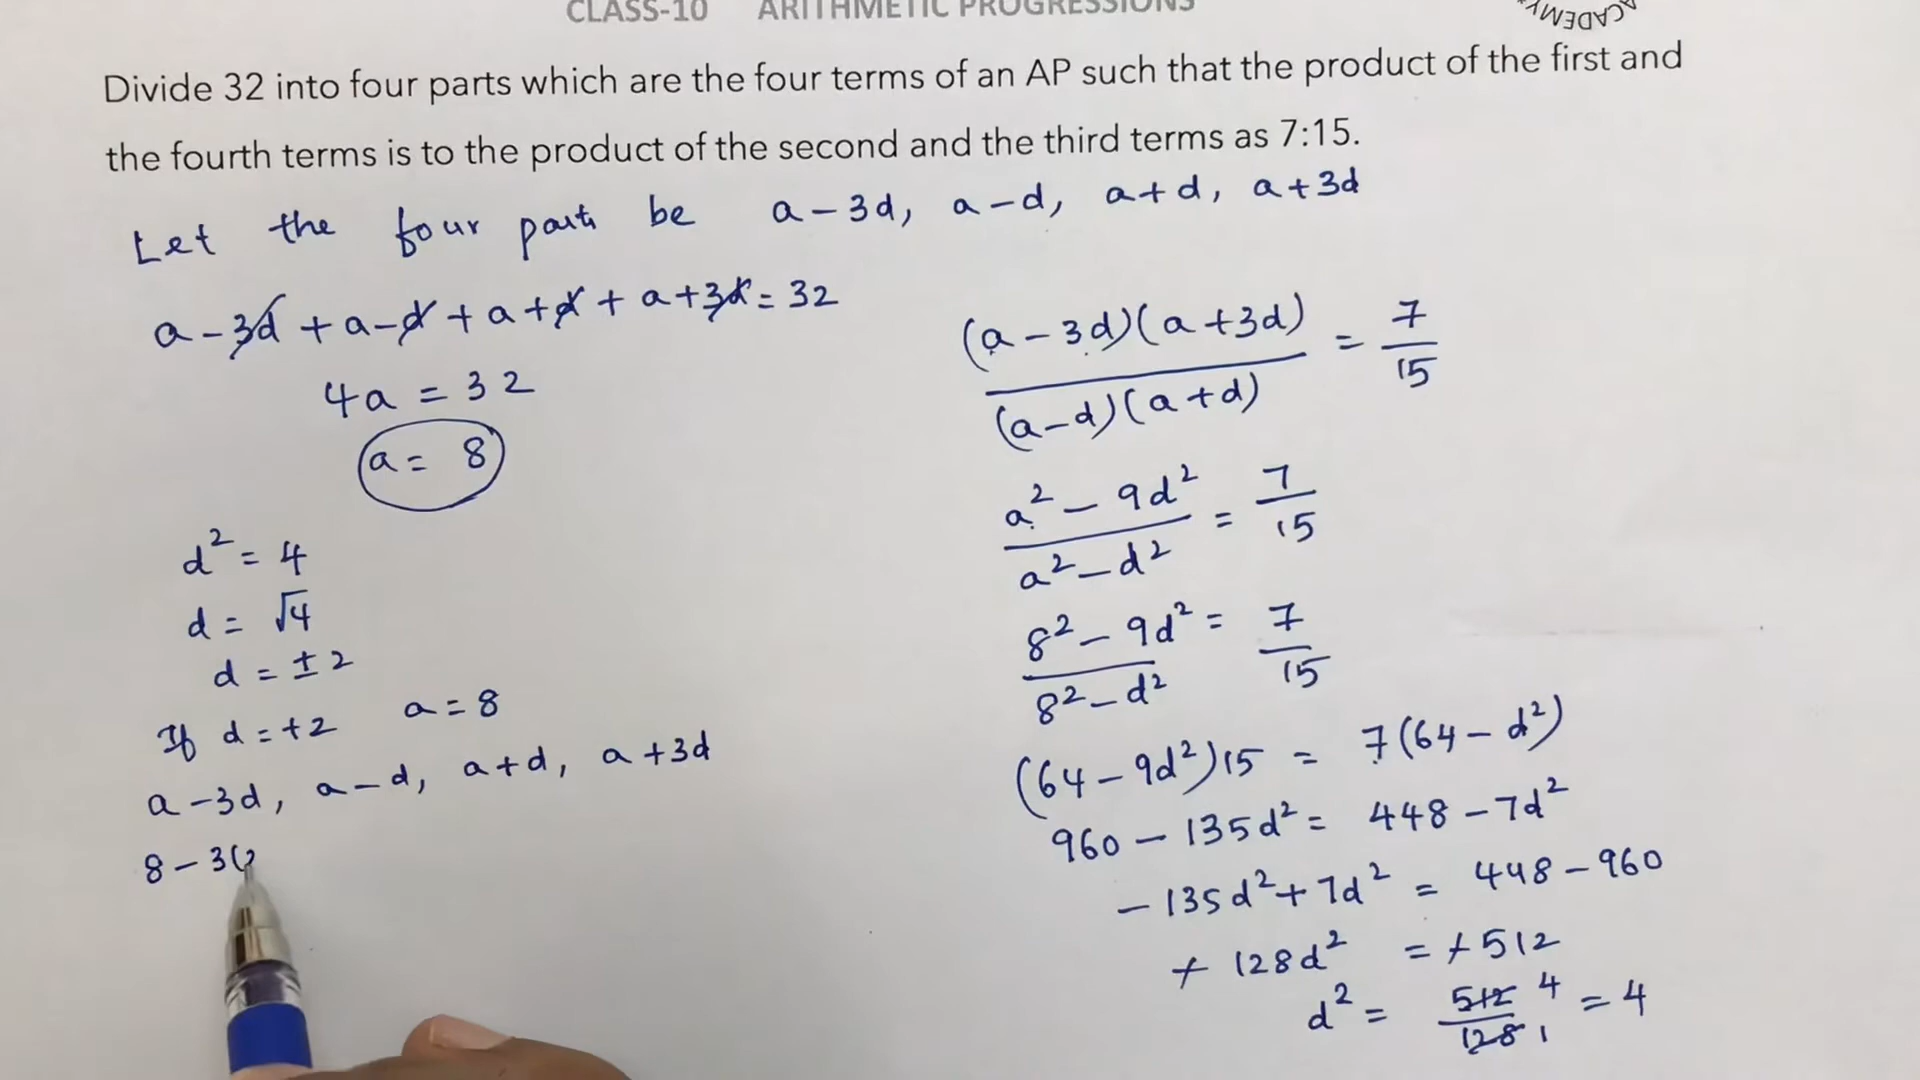 CLASS-10 ARITHMETIC PROGRESSIONS
ACADEMY
Divide 32 into four parts which are the four terms of an AP such that the product of the first and
the fourth terms is to the product of the second and the third terms as 7:15.
Let the four parts be a-3d, a-d, a+d, a+3d
a-3d + a-d + a+d + a+3d = 32
4a = 32
a = 8
d² = 4
d = √4
d = ±2
If d = +2 a = 8
a-3d, a-d, a+d, a+3d
8-3(2
(a-3d)(a+3d)/(a-d)(a+d) = 7/15
a²-9d²/a²-d² = 7/15
8²-9d²/8²-d² = 7/15
(64-9d²)15 = 7(64-d²)
960-135d² = 448-7d²
-135d²+7d² = 448-960
-128d² = -512
d² = 512/128 4/1 = 4